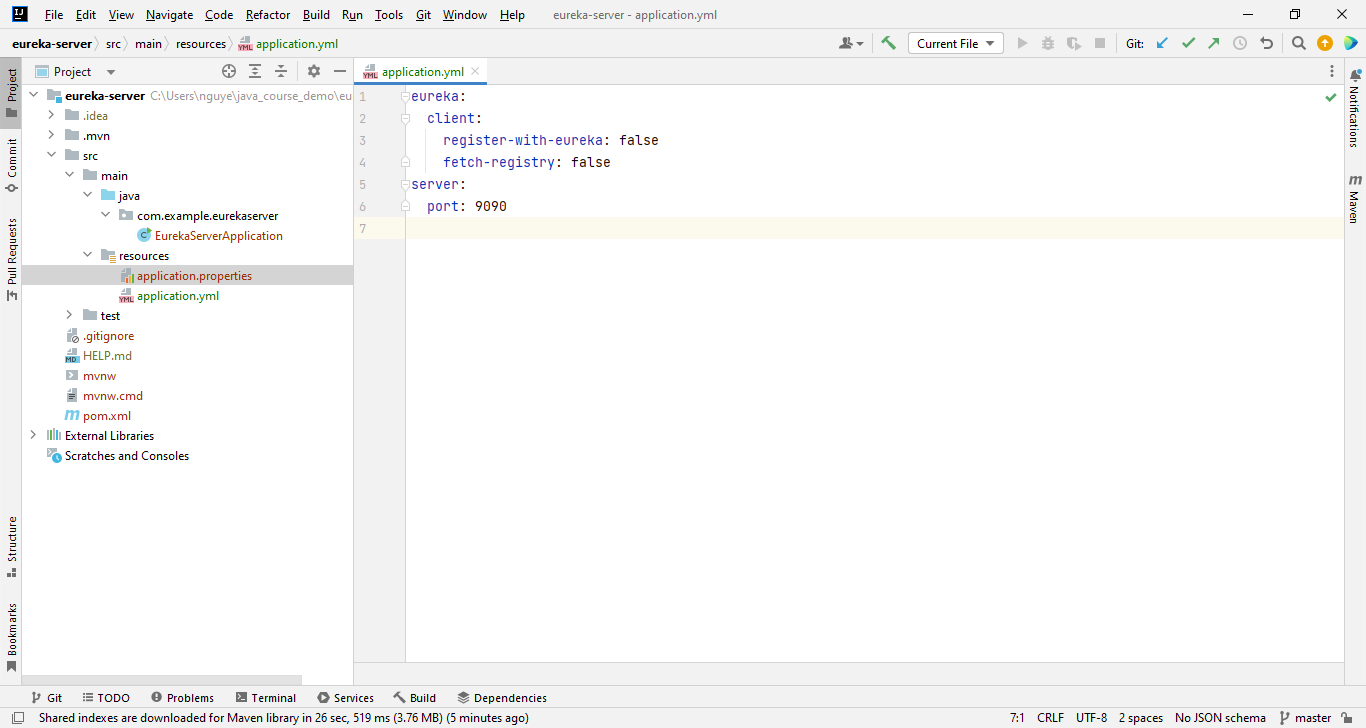 File Edit View Navigate Code Refactor Build Run Tools Git Window Help eureka-server - application.yml
eureka-server src main resources application.yml Current File Git:
Project
application.yml
eureka-server C:\Users\nguye\java_course_demo\eu
.idea
.mvn
src
main
java
com.example.eurekaserver
EurekaServerApplication
resources
application.properties
application.yml
test
.gitignore
HELP.md
mvnw
mvnw.cmd
pom.xml
External Libraries
Scratches and Consoles
1 eureka:
2 client:
3 register-with-eureka: false
4 fetch-registry: false
5 server:
6 port: 9090
7
Project
Commit
Pull Requests
Structure
Bookmarks
Notifications
Maven
Git TODO Problems Terminal Services Build Dependencies
Shared indexes are downloaded for Maven library in 26 sec, 519 ms (3.76 MB) (5 minutes ago) 7:1 CRLF UTF-8 2 spaces No JSON schema master